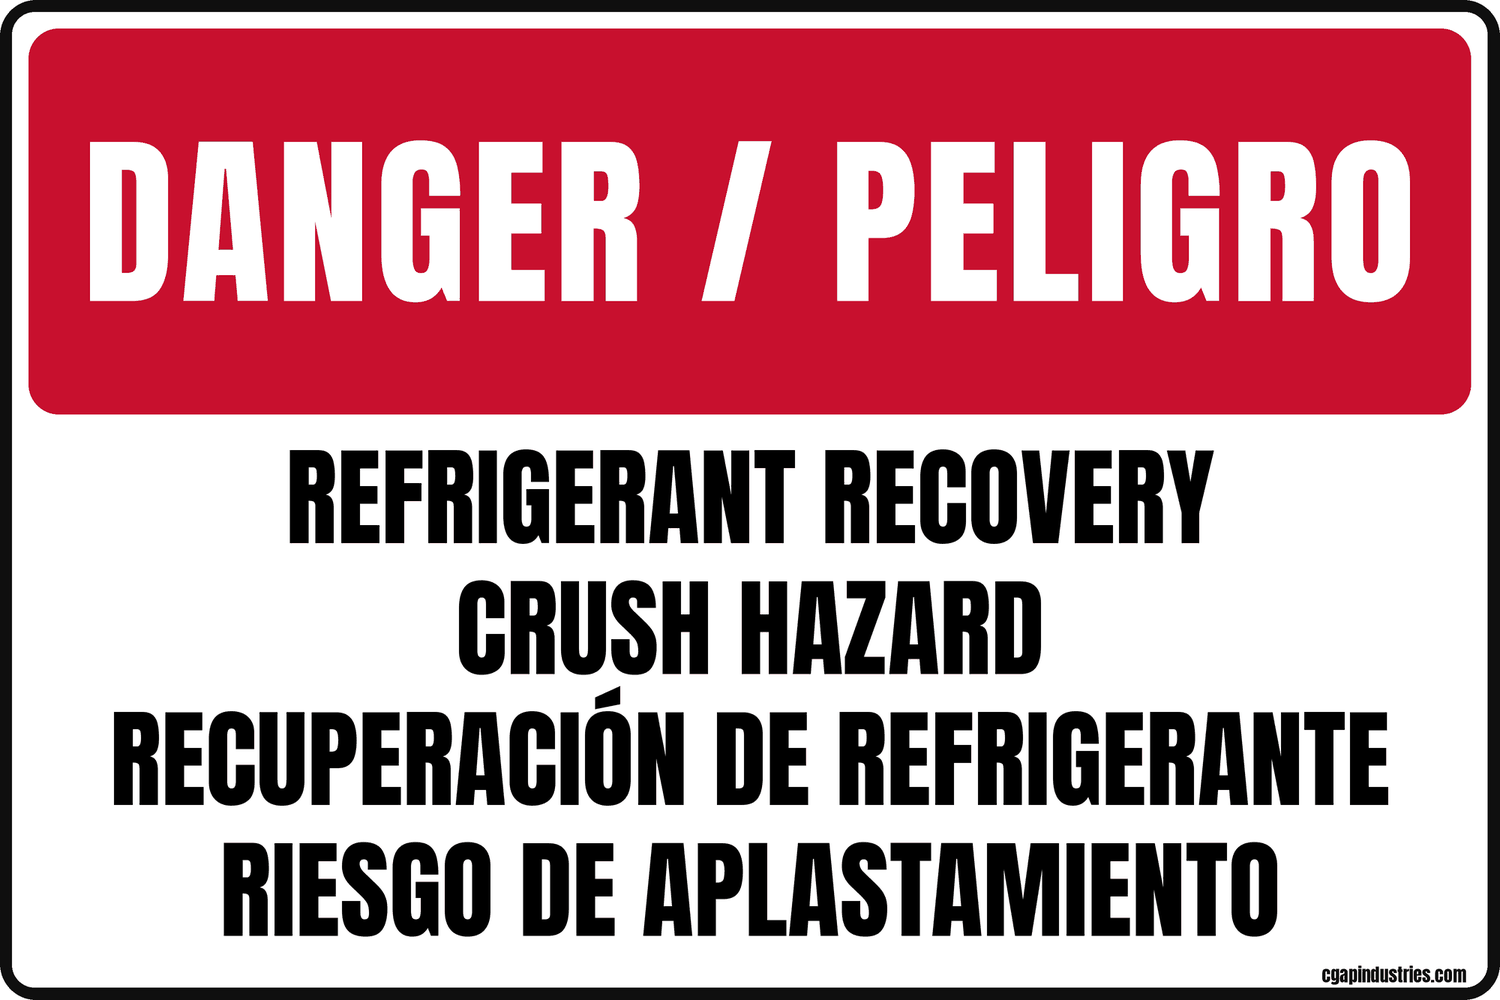 DANGER / PELIGRO
REFRIGERANT RECOVERY
CRUSH HAZARD
RECUPERACIÓN DE REFRIGERANTE
RIESGO DE APLASTAMIENTO
cgapindustries.com